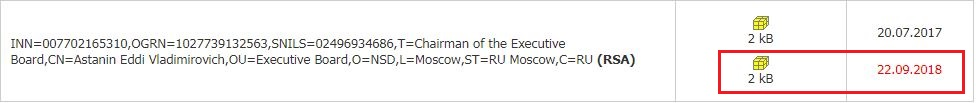 INN=007702165310,OGRN=1027739132563,SNILS=02496934686,T=Chairman of the Executive
Board,CN=Astanin Eddi Vladimirovich,OU=Executive Board,O=NSD,L=Moscow,ST=RU Moscow,C=RU (RSA)
2 kB
20.07.2017
2 kB
22.09.2018